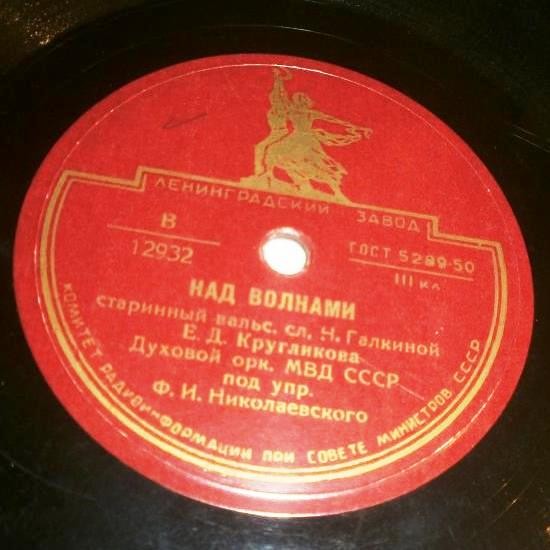 ЛЕНИНГРАДСКИЙ ЗАВОД
В
12932
ГОСТ 5289-50
III кл.
НАД ВОЛНАМИ
старинный вальс, сл. Н. Галкиной
Е. Д. Кругликова
Духовой орк. МВД СССР
под упр.
Ф. И. Николаевского
КОМИТЕТ РАДИОИНФОРМАЦИИ ПРИ СОВЕТЕ МИНИСТРОВ СССР